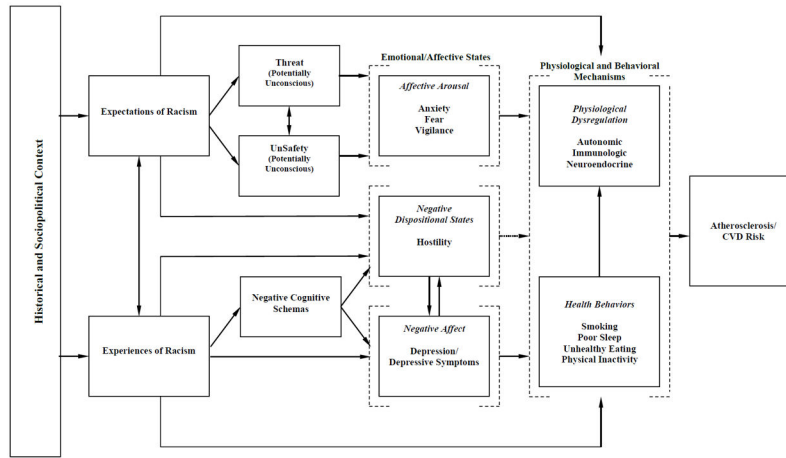 Historical and Sociopolitical Context
Expectations of Racism
Threat
(Potentially
Unconscious)
UnSafety
(Potentially
Unconscious)
Emotional/Affective States
Affective Arousal
Anxiety
Fear
Vigilance
Physiological and Behavioral
Mechanisms
Physiological
Dysregulation
Autonomic
Immunologic
Neuroendocrine
Negative
Dispositional States
Hostility
Atherosclerosis/
CVD Risk
Experiences of Racism
Negative Cognitive
Schemas
Negative Affect
Depression/
Depressive Symptoms
Health Behaviors
Smoking
Poor Sleep
Unhealthy Eating
Physical Inactivity